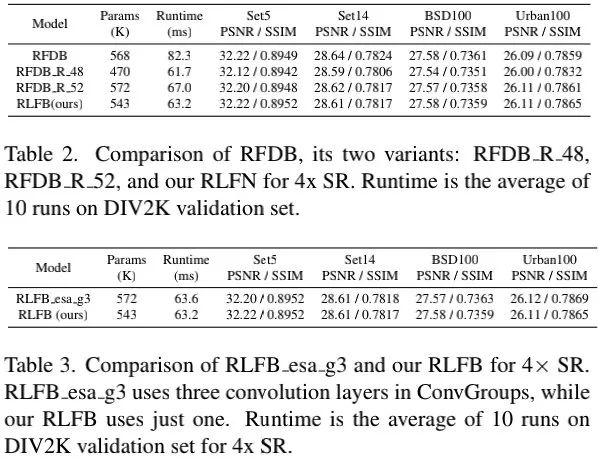 Model Params Runtime Set5 Set14 BSD100 Urban100
(K) (ms) PSNR / SSIM PSNR / SSIM PSNR / SSIM PSNR / SSIM
RFDB 568 82.3 32.22 / 0.8949 28.64 / 0.7824 27.58 / 0.7361 26.09 / 0.7859
RFDB_R_48 470 61.7 32.12 / 0.8942 28.59 / 0.7806 27.54 / 0.7351 26.00 / 0.7832
RFDB_R_52 572 67.0 32.20 / 0.8948 28.62 / 0.7817 27.57 / 0.7358 26.11 / 0.7861
RLFB(ours) 543 63.2 32.22 / 0.8952 28.61 / 0.7817 27.58 / 0.7359 26.11 / 0.7865
Table 2. Comparison of RFDB, its two variants: RFDB_R_48,
RFDB_R_52, and our RLFN for 4x SR. Runtime is the average of
10 runs on DIV2K validation set.
Model Params Runtime Set5 Set14 BSD100 Urban100
(K) (ms) PSNR / SSIM PSNR / SSIM PSNR / SSIM PSNR / SSIM
RLFB_esa_g3 572 63.6 32.20 / 0.8952 28.61 / 0.7818 27.57 / 0.7363 26.12 / 0.7869
RLFB (ours) 543 63.2 32.22 / 0.8952 28.61 / 0.7817 27.58 / 0.7359 26.11 / 0.7865
Table 3. Comparison of RLFB_esa_g3 and our RLFB for 4× SR.
RLFB_esa_g3 uses three convolution layers in ConvGroups, while
our RLFB uses just one. Runtime is the average of 10 runs on
DIV2K validation set for 4x SR.